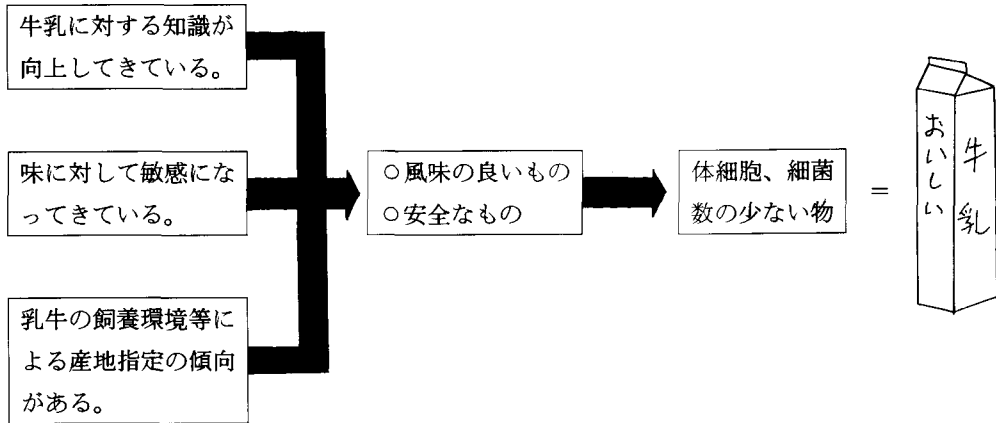 牛乳に対する知識が
向上してきている。
味に対して敏感にな
ってきている。
乳牛の飼養環境等に
よる産地指定の傾向
がある。
○風味の良いもの
○安全なもの
体細胞、細菌
数の少ない物
=
おいしい
牛乳